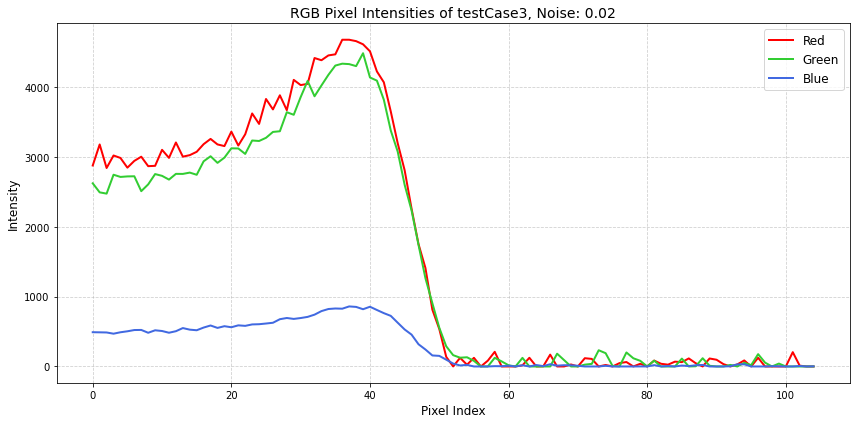 RGB Pixel Intensities of testCase3, Noise: 0.02
Red
Green
Blue
Intensity
4000
3000
2000
1000
0
0 20 40 60 80 100
Pixel Index